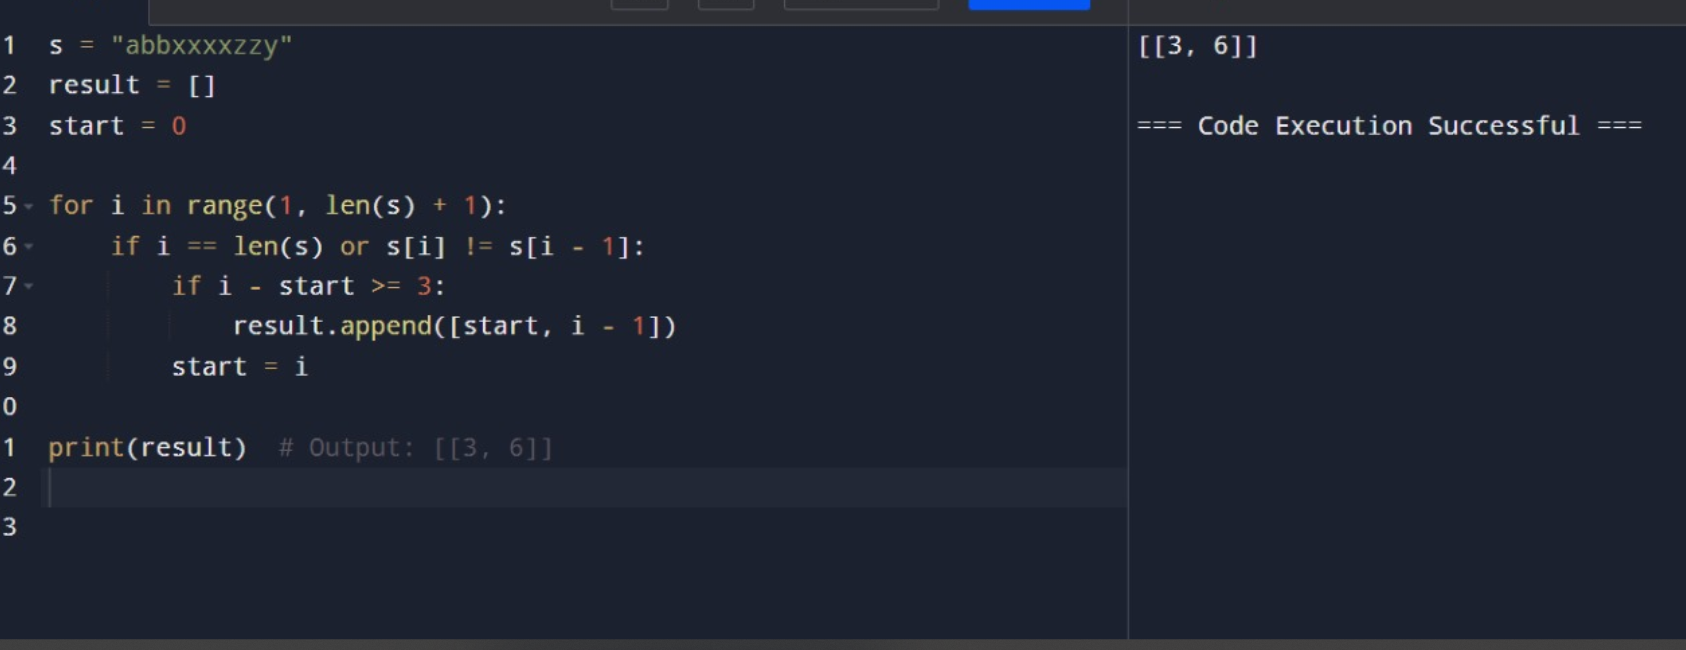 1 s = "abbxxxxzzy"
2 result = []
3 start = 0
4
5 for i in range(1, len(s) + 1):
6     if i == len(s) or s[i] != s[i - 1]:
7         if i - start >= 3:
8             result.append([start, i - 1])
9         start = i
0
1 print(result)  # Output: [[3, 6]]
2
3
[[3, 6]]
=== Code Execution Successful ===